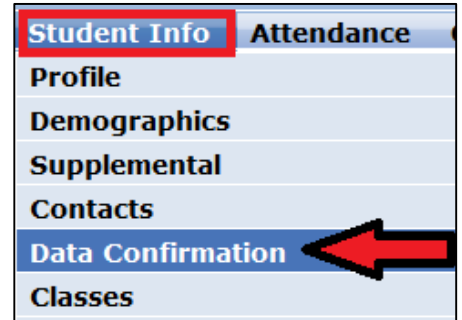 Student Info Attendance
Profile
Demographics
Supplemental
Contacts
Data Confirmation
Classes